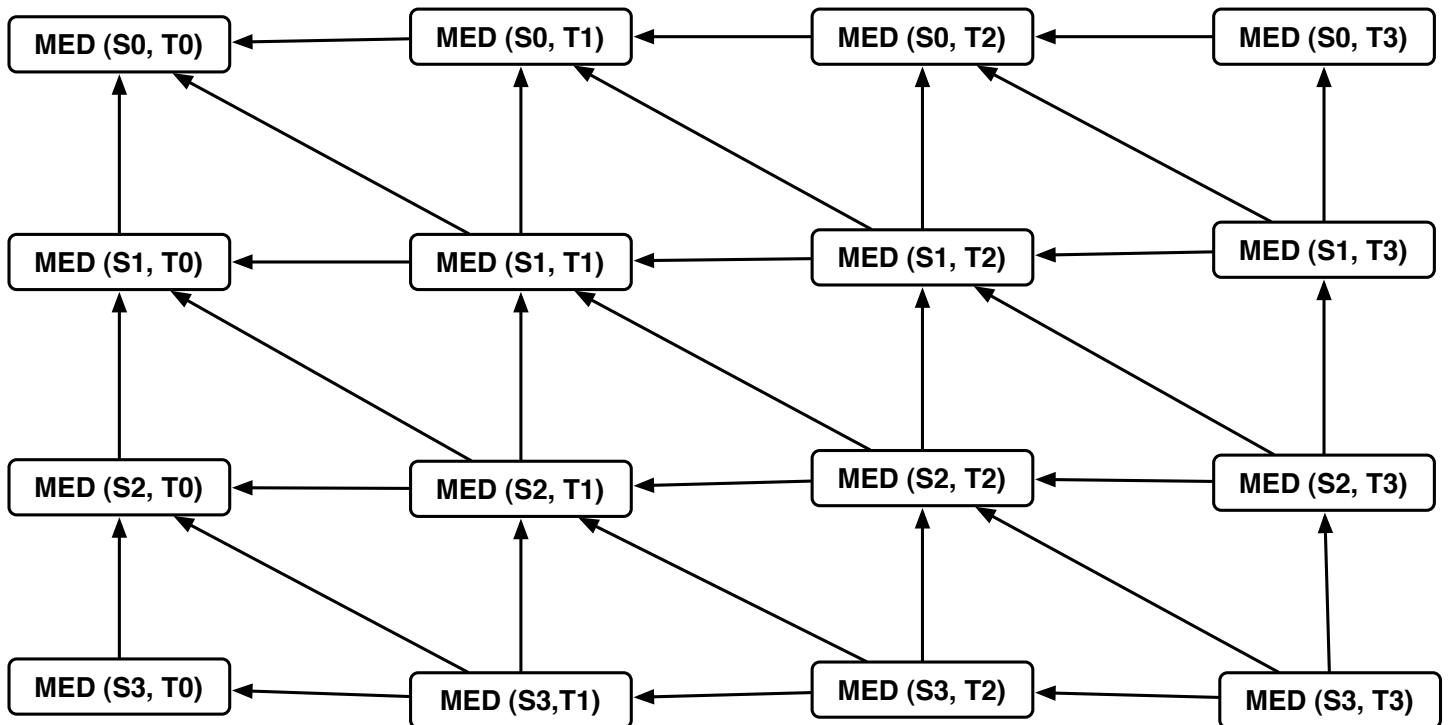 MED (S0, T0)
MED (S0, T1)
MED (S0, T2)
MED (S0, T3)
MED (S1, T0)
MED (S1, T1)
MED (S1, T2)
MED (S1, T3)
MED (S2, T0)
MED (S2, T1)
MED (S2, T2)
MED (S2, T3)
MED (S3, T0)
MED (S3,T1)
MED (S3, T2)
MED (S3, T3)